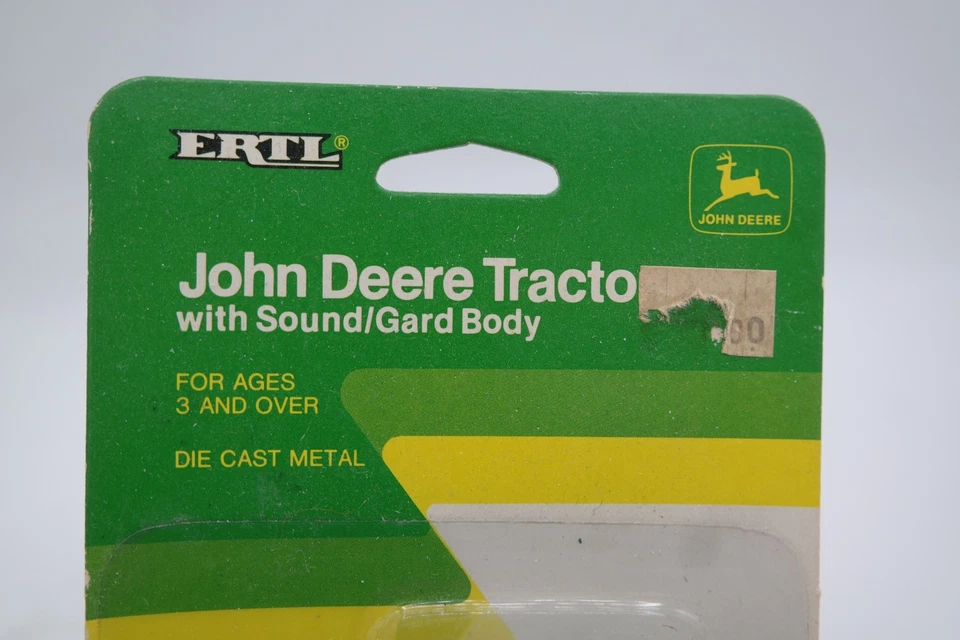 ERTL®
JOHN DEERE
John Deere Tracto
with Sound/Gard Body
FOR AGES
3 AND OVER
DIE CAST METAL